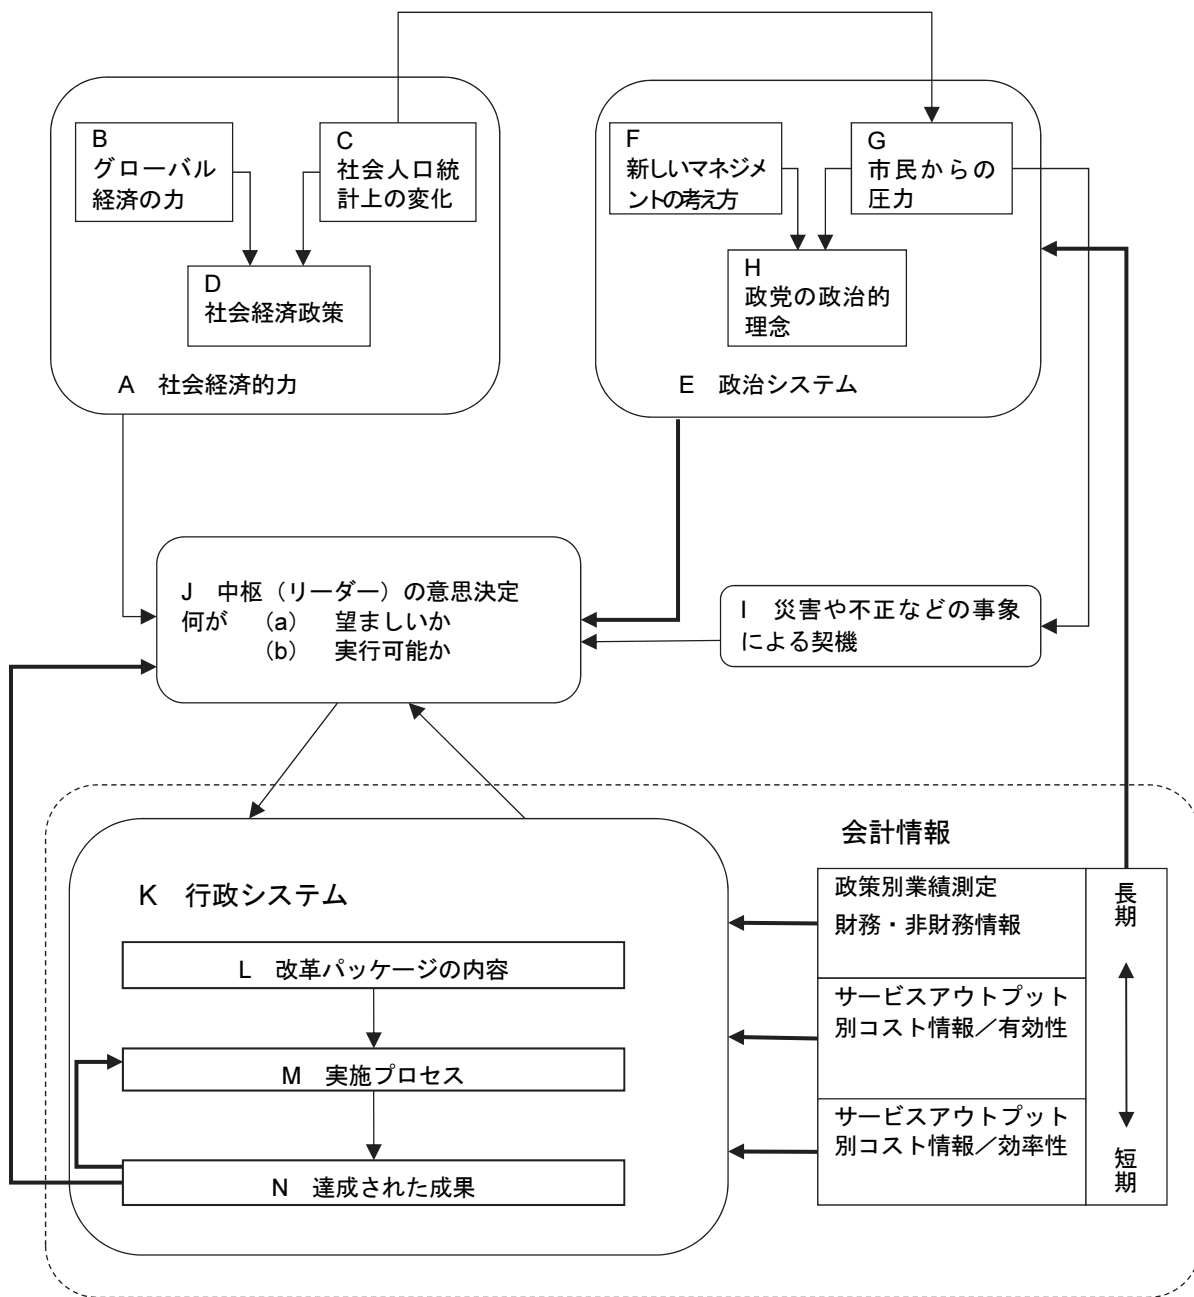 B
グローバル
経済の力
C
社会人口統
計上の変化
D
社会経済政策
A 社会経済的力
F
新しいマネジメ
ントの考え方
G
市民からの
圧力
H
政党の政治的
理念
E 政治システム
J 中枢（リーダー）の意思決定
何が （a） 望ましいか
（b） 実行可能か
I 災害や不正などの事象
による契機
K 行政システム
L 改革パッケージの内容
M 実施プロセス
N 達成された成果
会計情報
政策別業績測定
財務・非財務情報
サービスアウトプット
別コスト情報／有効性
サービスアウトプット
別コスト情報／効率性
長期
短期